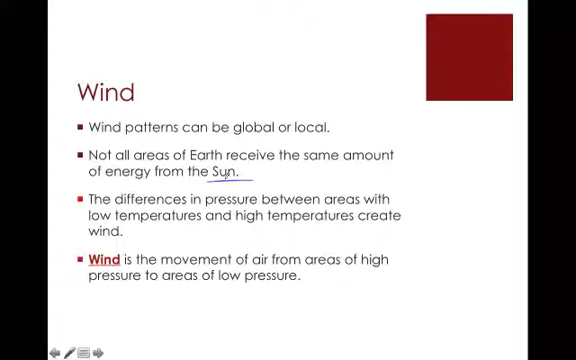 Wind
Wind patterns can be global or local.
Not all areas of Earth receive the same amount
of energy from the Sun.
The differences in pressure between areas with
low temperatures and high temperatures create
wind.
Wind is the movement of air from areas of high
pressure to areas of low pressure.